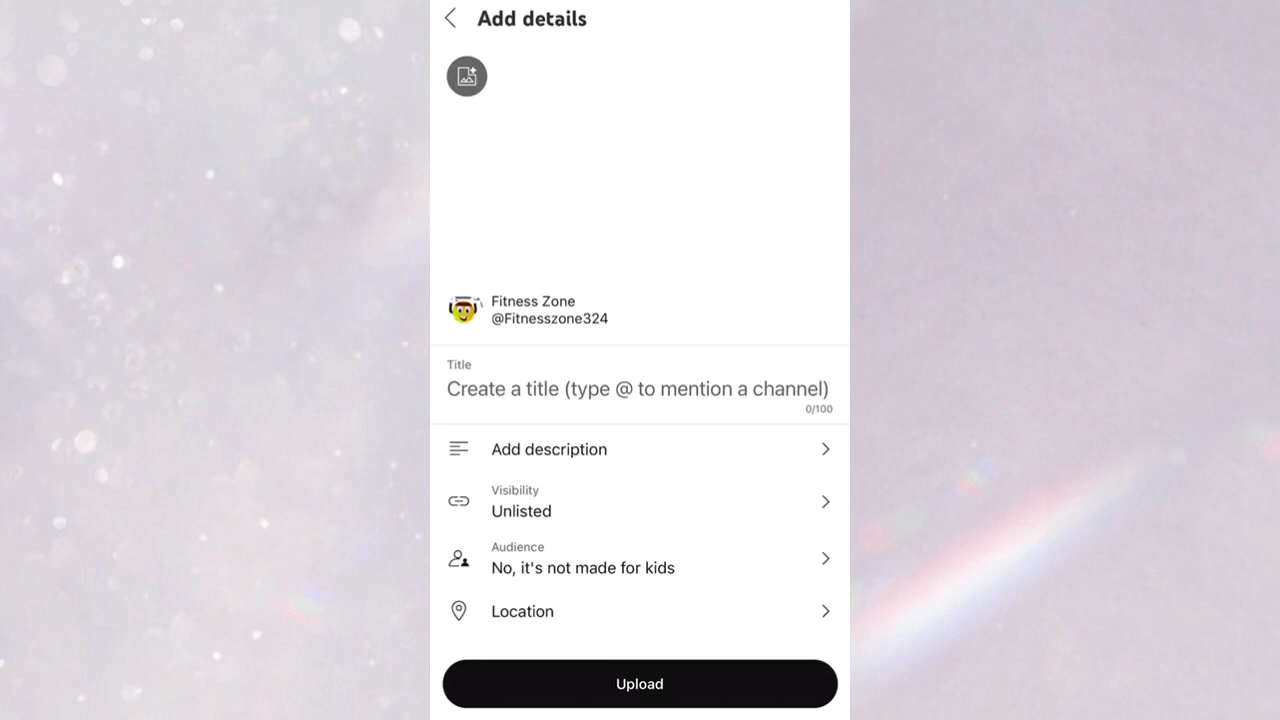 Add details
Fitness Zone
@Fitnesszone324
Title
Create a title (type @ to mention a channel)
0/100
Add description
Visibility
Unlisted
Audience
No, it's not made for kids
Location
Upload